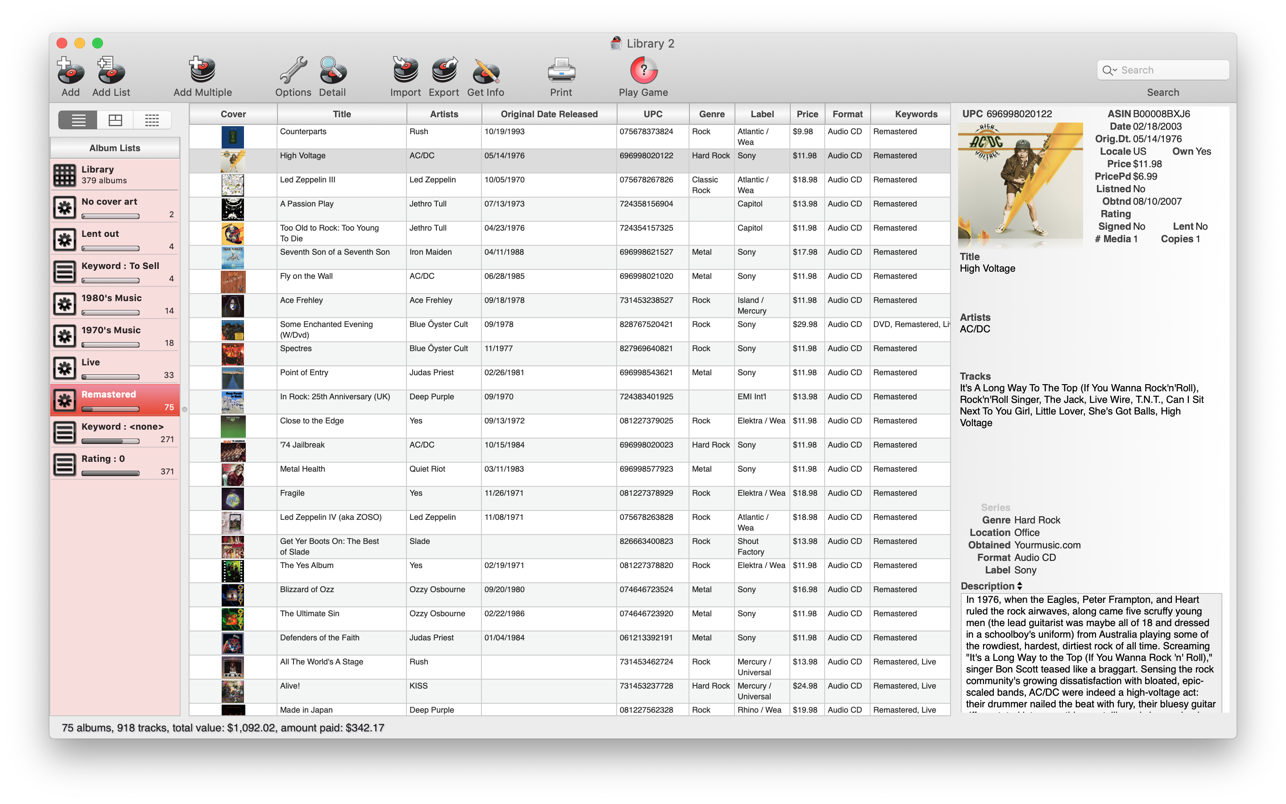 Library 2
Add
Add List
Add Multiple
Options
Detail
Import
Export
Get Info
Print
Play Game
Search
Search
Album Lists
Library
379 albums
No cover art
2
Lent out
4
Keyword : To Sell
4
1980's Music
14
1970's Music
18
Live
33
Remastered
75
Keyword : <none>
271
Rating : 0
371
Cover Title Artists Original Date Released UPC Genre Label Price Format Keywords
Counterparts Rush 10/19/1993 075678373824 Rock Atlantic / $9.98 Audio CD Remastered
Wea
High Voltage AC/DC 05/14/1976 696998020122 Hard Rock Sony $11.98 Audio CD Remastered
Led Zeppelin III Led Zeppelin 10/05/1970 075678267826 Classic Atlantic / $18.98 Audio CD Remastered
Rock Wea
A Passion Play Jethro Tull 07/13/1973 724358156904 Capitol $13.98 Audio CD Remastered
Too Old to Rock: Too Young Jethro Tull 04/23/1976 724354157325 Capitol $11.98 Audio CD Remastered
To Die
Seventh Son of a Seventh Son Iron Maiden 04/11/1988 696998621527 Metal Sony $17.98 Audio CD Remastered
Fly on the Wall AC/DC 06/28/1985 696998021020 Metal Sony $11.98 Audio CD Remastered
Ace Frehley Ace Frehley 09/18/1978 731453238527 Rock Island / $11.98 Audio CD Remastered
Mercury
Some Enchanted Evening Blue Öyster Cult 09/1978 828767520421 Rock Sony $29.98 Audio CD DVD, Remastered, Li
(W/Dvd)
Spectres Blue Öyster Cult 11/1977 827969640821 Rock Sony $11.98 Audio CD Remastered
Point of Entry Judas Priest 02/26/1981 696998543621 Metal Sony $11.98 Audio CD Remastered
In Rock: 25th Anniversary (UK) Deep Purple 09/1970 724383401925 EMI Int'l $13.98 Audio CD Remastered
Close to the Edge Yes 09/13/1972 081227379025 Rock Elektra / Wea $11.98 Audio CD Remastered
'74 Jailbreak AC/DC 10/15/1984 696998020023 Hard Rock Sony $11.98 Audio CD Remastered
Metal Health Quiet Riot 03/11/1983 696998577923 Metal Sony $11.98 Audio CD Remastered
Fragile Yes 11/26/1971 081227378929 Rock Elektra / Wea $18.98 Audio CD Remastered
Led Zeppelin IV (aka ZOSO) Led Zeppelin 11/08/1971 075678263828 Rock Atlantic / $18.98 Audio CD Remastered
Wea
Get Yer Boots On: The Best Slade 826663400823 Rock Shout $13.98 Audio CD Remastered
of Slade Factory
The Yes Album Yes 02/19/1971 081227378820 Rock Elektra / Wea $11.98 Audio CD Remastered
Blizzard of Ozz Ozzy Osbourne 09/20/1980 074646723524 Metal Sony $16.98 Audio CD Remastered
The Ultimate Sin Ozzy Osbourne 02/22/1986 074646723920 Metal Sony $11.98 Audio CD Remastered
Defenders of the Faith Judas Priest 01/04/1984 061213392191 Metal Sony $11.98 Audio CD Remastered
All The World's A Stage Rush 731453462724 Rock Mercury / $13.98 Audio CD Remastered, Live
Universal
Alive! KISS 731453237728 Hard Rock Mercury / $24.98 Audio CD Remastered, Live
Universal
Made in Japan Deep Purple 081227562328 Rock Rhino / Wea $19.98 Audio CD Remastered, Live
UPC 696998020122
AC/DC
HIGH VOLTAGE
ASIN B00008BXJ6
Date 02/18/2003
Orig.Dt. 05/14/1976
Locale US Own Yes
Price $11.98
PricePd $6.99
Listned No
Obtnd 08/10/2007
Rating
Signed No Lent No
# Media 1 Copies 1
Title
High Voltage
Artists
AC/DC
Tracks
It's A Long Way To The Top (If You Wanna Rock'n'Roll),
Rock'n'Roll Singer, The Jack, Live Wire, T.N.T., Can I Sit
Next To You Girl, Little Lover, She's Got Balls, High
Voltage
Series
Genre Hard Rock
Location Office
Obtained Yourmusic.com
Format Audio CD
Label Sony
Description
In 1976, when the Eagles, Peter Frampton, and Heart
ruled the rock airwaves, along came five scruffy young
men (the lead guitarist was maybe all of 18 and dressed
in a schoolboy's uniform) from Australia playing some of
the rowdiest, hardest, dirtiest rock of all time. Screaming
"It's a Long Way to the Top (If You Wanna Rock 'n' Roll),"
singer Bon Scott teased like a braggart. Sensing the rock
community's growing dissatisfaction with bloated, epic-
scaled bands, AC/DC were indeed a high-voltage act:
their drummer nailed the beat with fury, their bluesy guitar
75 albums, 918 tracks, total value: $1,092.02, amount paid: $342.17